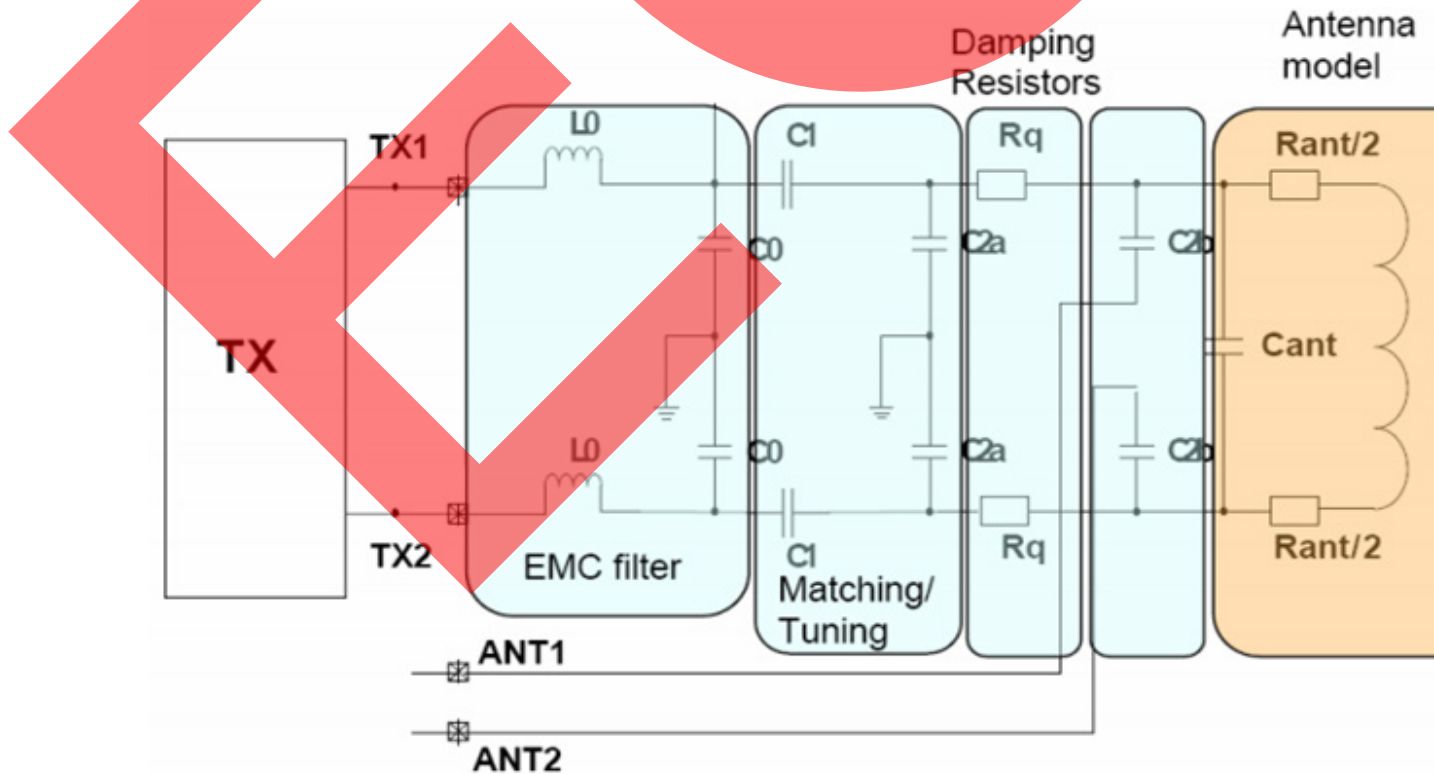 Antenna
model
Damping
Resistors
L0
C1
Rq
Rant/2
TX1
C0
C2a
C2b
TX
Cant
L0
C0
C2a
C2b
TX2
EMC filter
C1
Rq
Rant/2
Matching/
Tuning
ANT1
ANT2